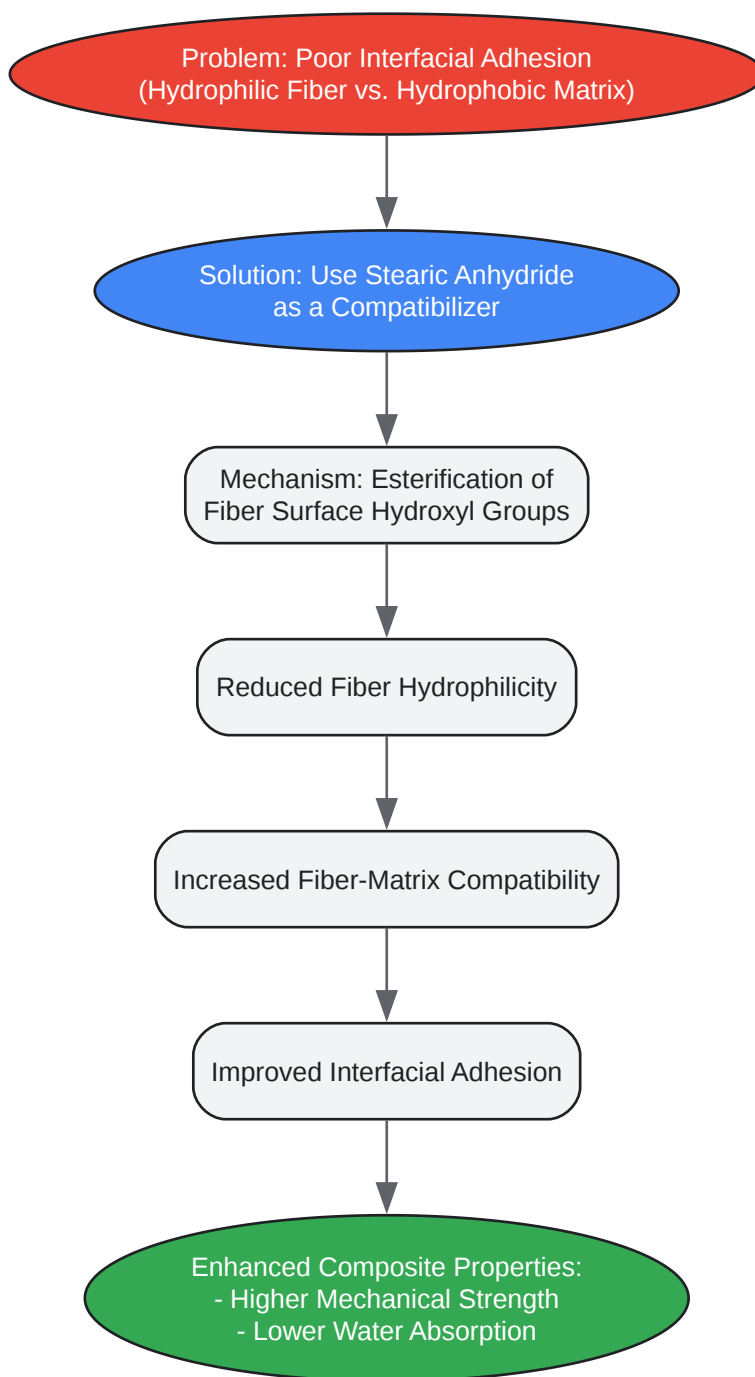 Problem: Poor Interfacial Adhesion
(Hydrophilic Fiber vs. Hydrophobic Matrix)
Solution: Use Stearic Anhydride
as a Compatibilizer
Mechanism: Esterification of
Fiber Surface Hydroxyl Groups
Reduced Fiber Hydrophilicity
Increased Fiber-Matrix Compatibility
Improved Interfacial Adhesion
Enhanced Composite Properties:
- Higher Mechanical Strength
- Lower Water Absorption